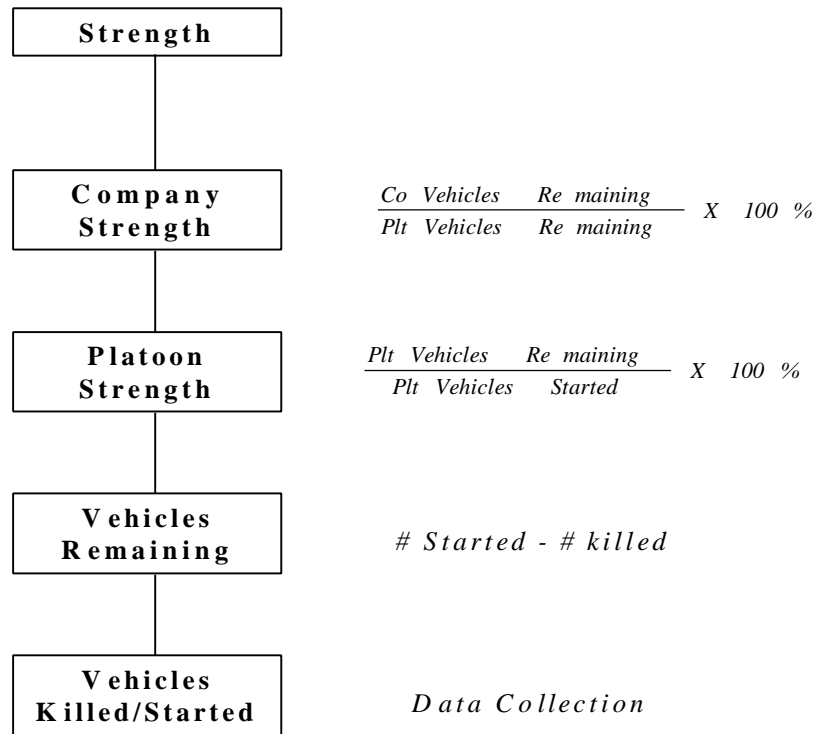 Strength
Company
Strength
Co Vehicles Re maining
Plt Vehicles Re maining
X 100 %
Platoon
Strength
Plt Vehicles Re maining
Plt Vehicles Started
X 100 %
Vehicles
Remaining
# Started - # killed
Vehicles
Killed/Started
Data Collection